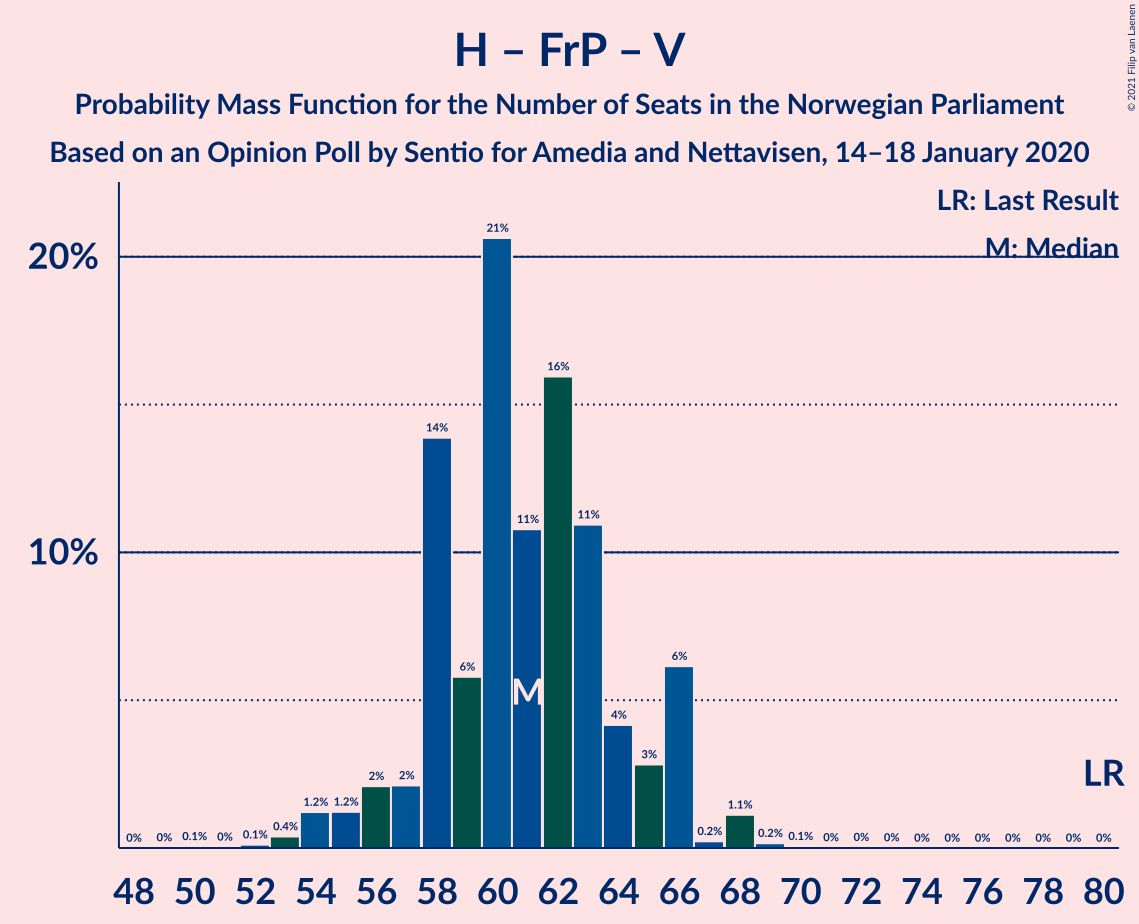 H – FrP – V
Probability Mass Function for the Number of Seats in the Norwegian Parliament
Based on an Opinion Poll by Sentio for Amedia and Nettavisen, 14–18 January 2020
© 2021 Filip van Laenen
LR: Last Result
M: Median
20%
10%
0% 0% 0.1% 0% 0.1% 0.4% 1.2% 1.2% 2% 2% 14% 6% 21% 11% 16% 11% 4% 3% 6% 0.2% 1.1% 0.2% 0.1% 0% 0% 0% 0% 0% 0% 0% 0% 0% 0%
M
LR
48 50 52 54 56 58 60 62 64 66 68 70 72 74 76 78 80